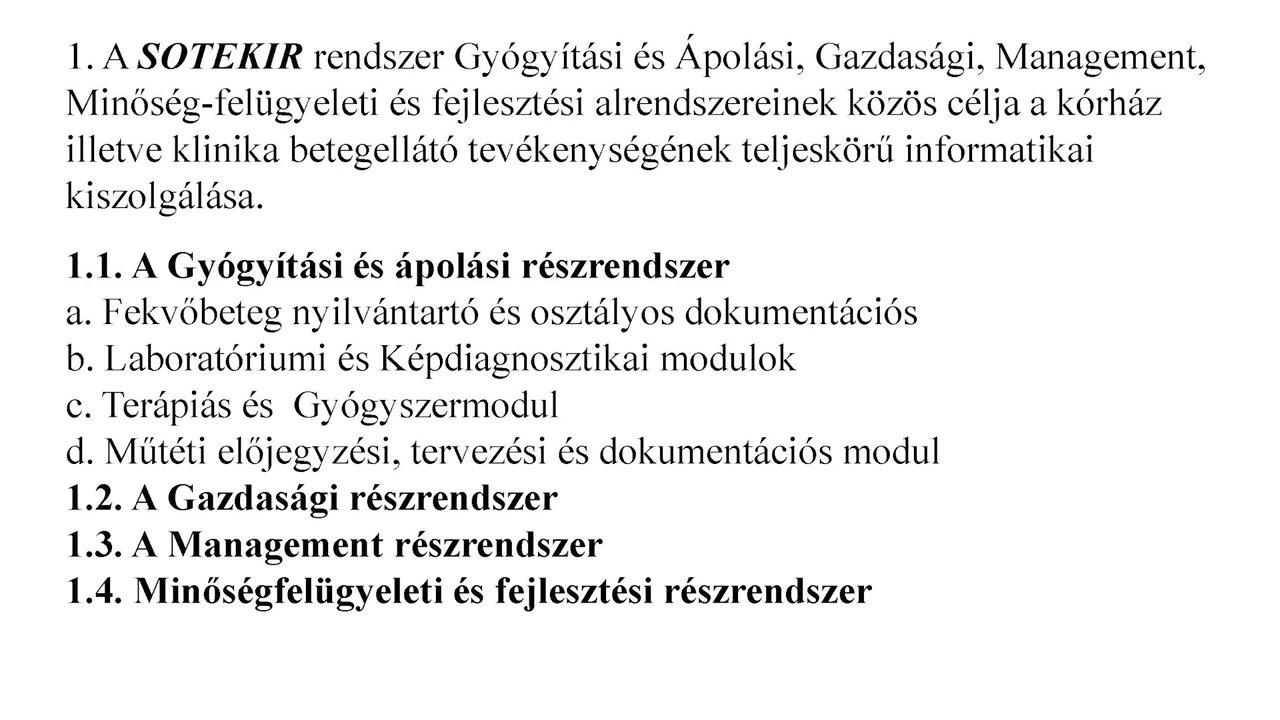 1. A SOTEKIR rendszer Gyógyítási és Ápolási, Gazdasági, Management,
Minőség-felügyeleti és fejlesztési alrendszereinek közös célja a kórház
illetve klinika betegellátó tevékenységének teljeskörű informatikai
kiszolgálása.
1.1. A Gyógyítási és ápolási részrendszer
a. Fekvőbeteg nyilvántartó és osztályos dokumentációs
b. Laboratóriumi és Képdiagnosztikai modulok
c. Terápiás és  Gyógyszermodul
d. Műtéti előjegyzési, tervezési és dokumentációs modul
1.2. A Gazdasági részrendszer
1.3. A Management részrendszer
1.4. Minőségfelügyeleti és fejlesztési részrendszer